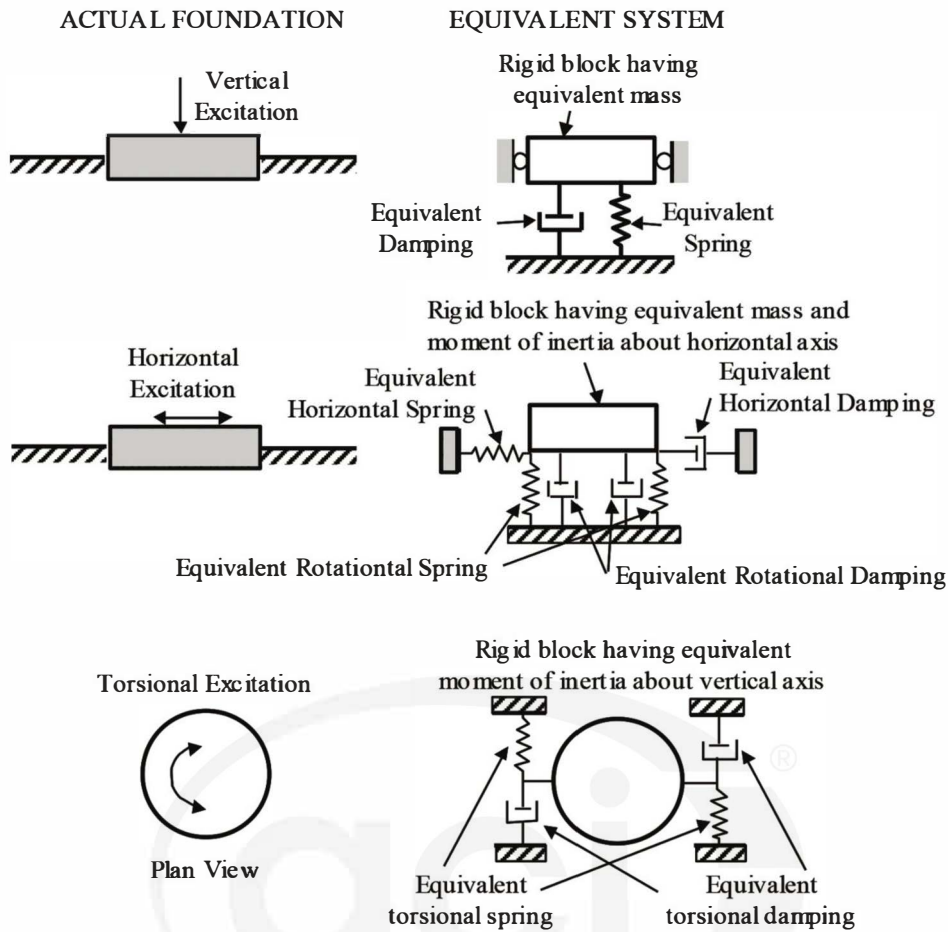 ACTUAL FOUNDATION
EQUIVALENT SYSTEM
Vertical
Excitation
Rigid block having
equivalent mass
Equivalent
Damping
Equivalent
Spring
Horizontal
Excitation
Rigid block having equivalent mass and
moment of inertia about horizontal axis
Equivalent
Horizontal Spring
Equivalent
Horizontal Damping
Equivalent Rotationtal Spring
Equivalent Rotational Damping
Torsional Excitation
Plan View
Rigid block having equivalent
moment of inertia about vertical axis
Equivalent
torsional spring
Equivalent
torsional damping
aci
®